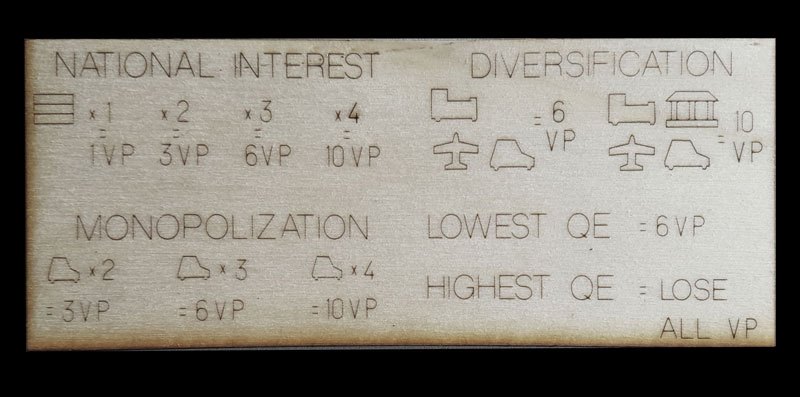 NATIONAL INTEREST
x1 x2 x3 x4
= = = =
1VP 3VP 6VP 10VP
DIVERSIFICATION
= 6
VP
= 10
VP
MONOPOLIZATION
x2 x3 x4
=3VP =6VP =10VP
LOWEST QE =6VP
HIGHEST QE = LOSE
ALL VP